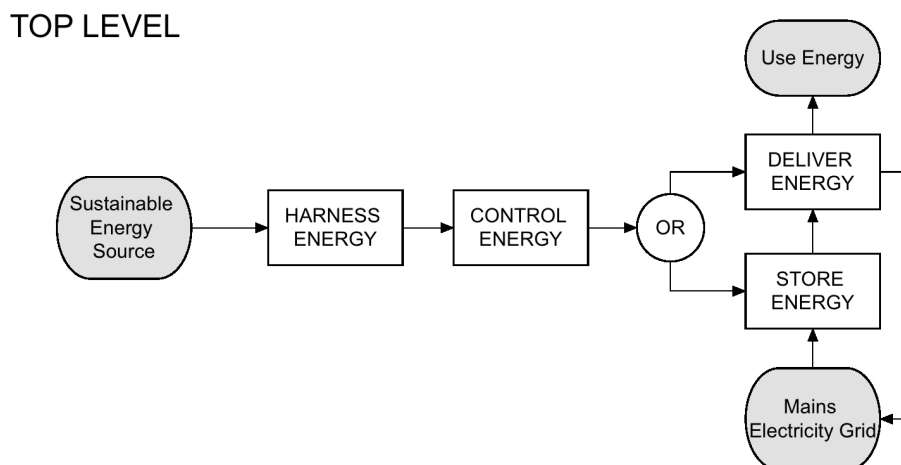 TOP LEVEL
Use Energy
DELIVER
ENERGY
Sustainable
Energy
Source
HARNESS
ENERGY
CONTROL
ENERGY
OR
STORE
ENERGY
Mains
Electricity Grid